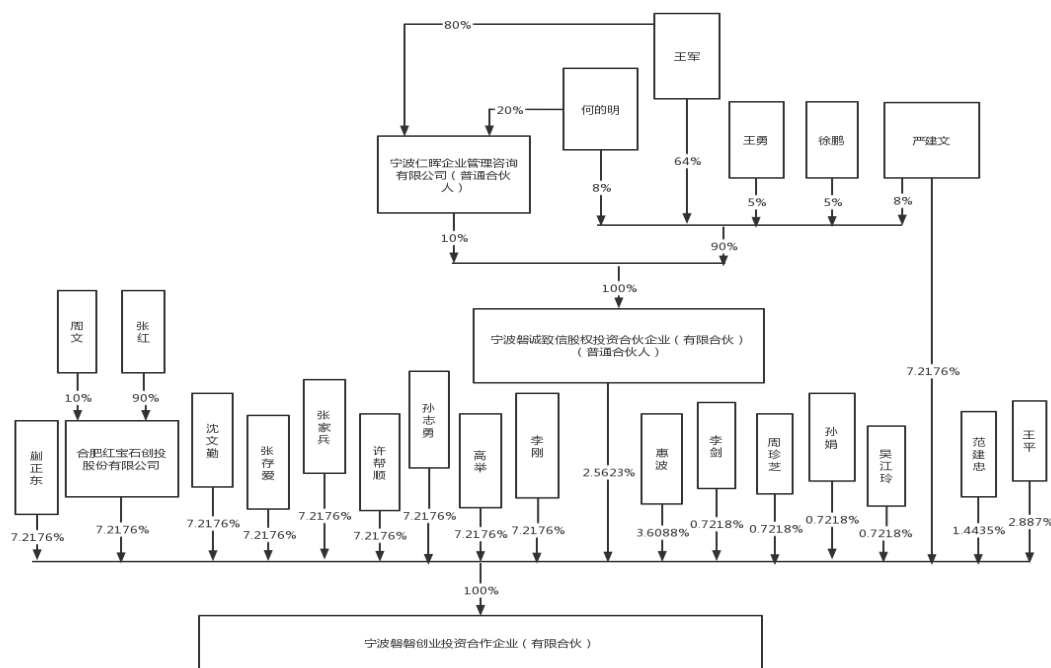 80%
王军
何的明
20%
王勇
徐鹏
严建文
宁波仁晖企业管理咨询
有限公司（普通合伙
人）
64%
8%
5%
5%
8%
10%
90%
100%
周文
张红
宁波磐诚致信股权投资合伙企业（有限合伙）
（普通合伙人）
7.2176%
10%
90%
蒯正东
合肥红宝石创投
股份有限公司
沈文勤
张存爱
张家兵
许帮顺
孙志勇
高举
李刚
2.5623%
惠波
李剑
周珍芝
孙娟
吴江玲
范建忠
王平
7.2176%
7.2176%
7.2176%
7.2176%
7.2176%
7.2176%
7.2176%
7.2176%
7.2176%
3.6088%
0.7218%
0.7218%
0.7218%
0.7218%
1.4435%
2.887%
100%
宁波磐磐创业投资合作企业（有限合伙）